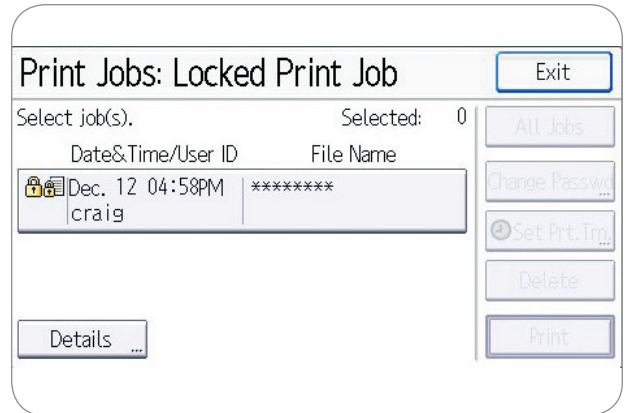 Print Jobs: Locked Print Job
Exit
Select job(s).
Selected: 0
Date&Time/User ID
File Name
Dec. 12 04:58PM
********
craig
All Jobs
Change Passwd
Set Prt.Tm.
Delete
Print
Details ...